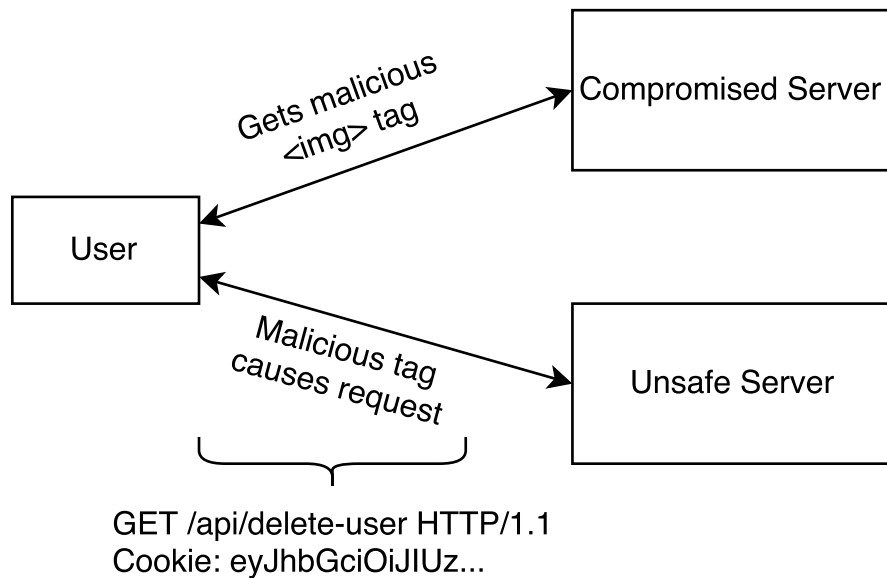 Gets malicious
<img> tag
Compromised Server
User
Malicious tag
causes request
Unsafe Server
GET /api/delete-user HTTP/1.1
Cookie: eyJhbGciOiJIUz...